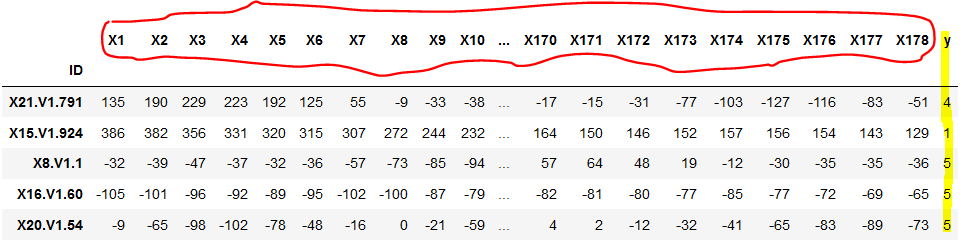 X1 X2 X3 X4 X5 X6 X7 X8 X9 X10 ... X170 X171 X172 X173 X174 X175 X176 X177 X178 y
ID
X21.V1.791 135 190 229 223 192 125 55 -9 -33 -38 ... -17 -15 -31 -77 -103 -127 -116 -83 -51 4
X15.V1.924 386 382 356 331 320 315 307 272 244 232 ... 164 150 146 152 157 156 154 143 129 1
X8.V1.1 -32 -39 -47 -37 -32 -36 -57 -73 -85 -94 ... 57 64 48 19 -12 -30 -35 -35 -36 5
X16.V1.60 -105 -101 -96 -92 -89 -95 -102 -100 -87 -79 ... -82 -81 -80 -77 -85 -77 -72 -69 -65 5
X20.V1.54 -9 -65 -98 -102 -78 -48 -16 0 -21 -59 ... 4 2 -12 -32 -41 -65 -83 -89 -73 5